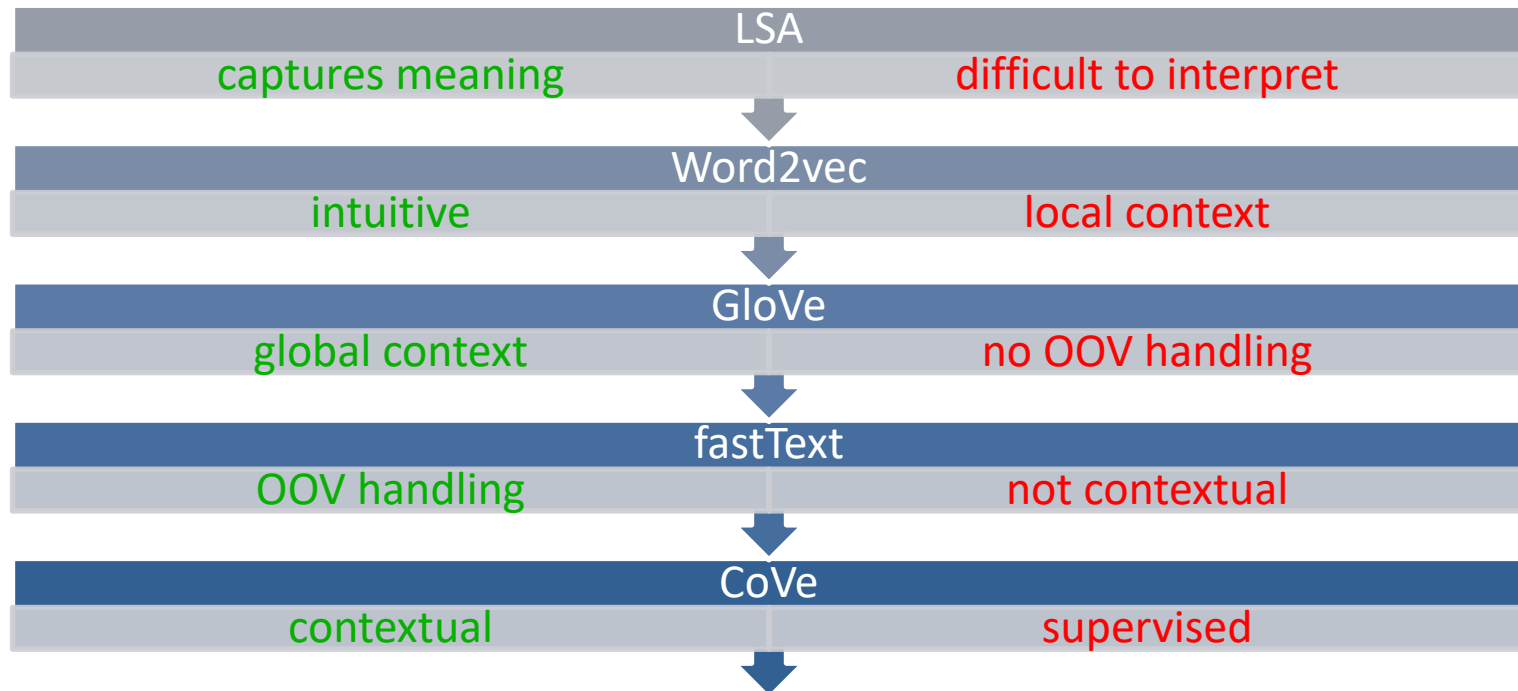 LSA
captures meaning difficult to interpret
Word2vec
intuitive local context
GloVe
global context no OOV handling
fastText
OOV handling not contextual
CoVe
contextual supervised